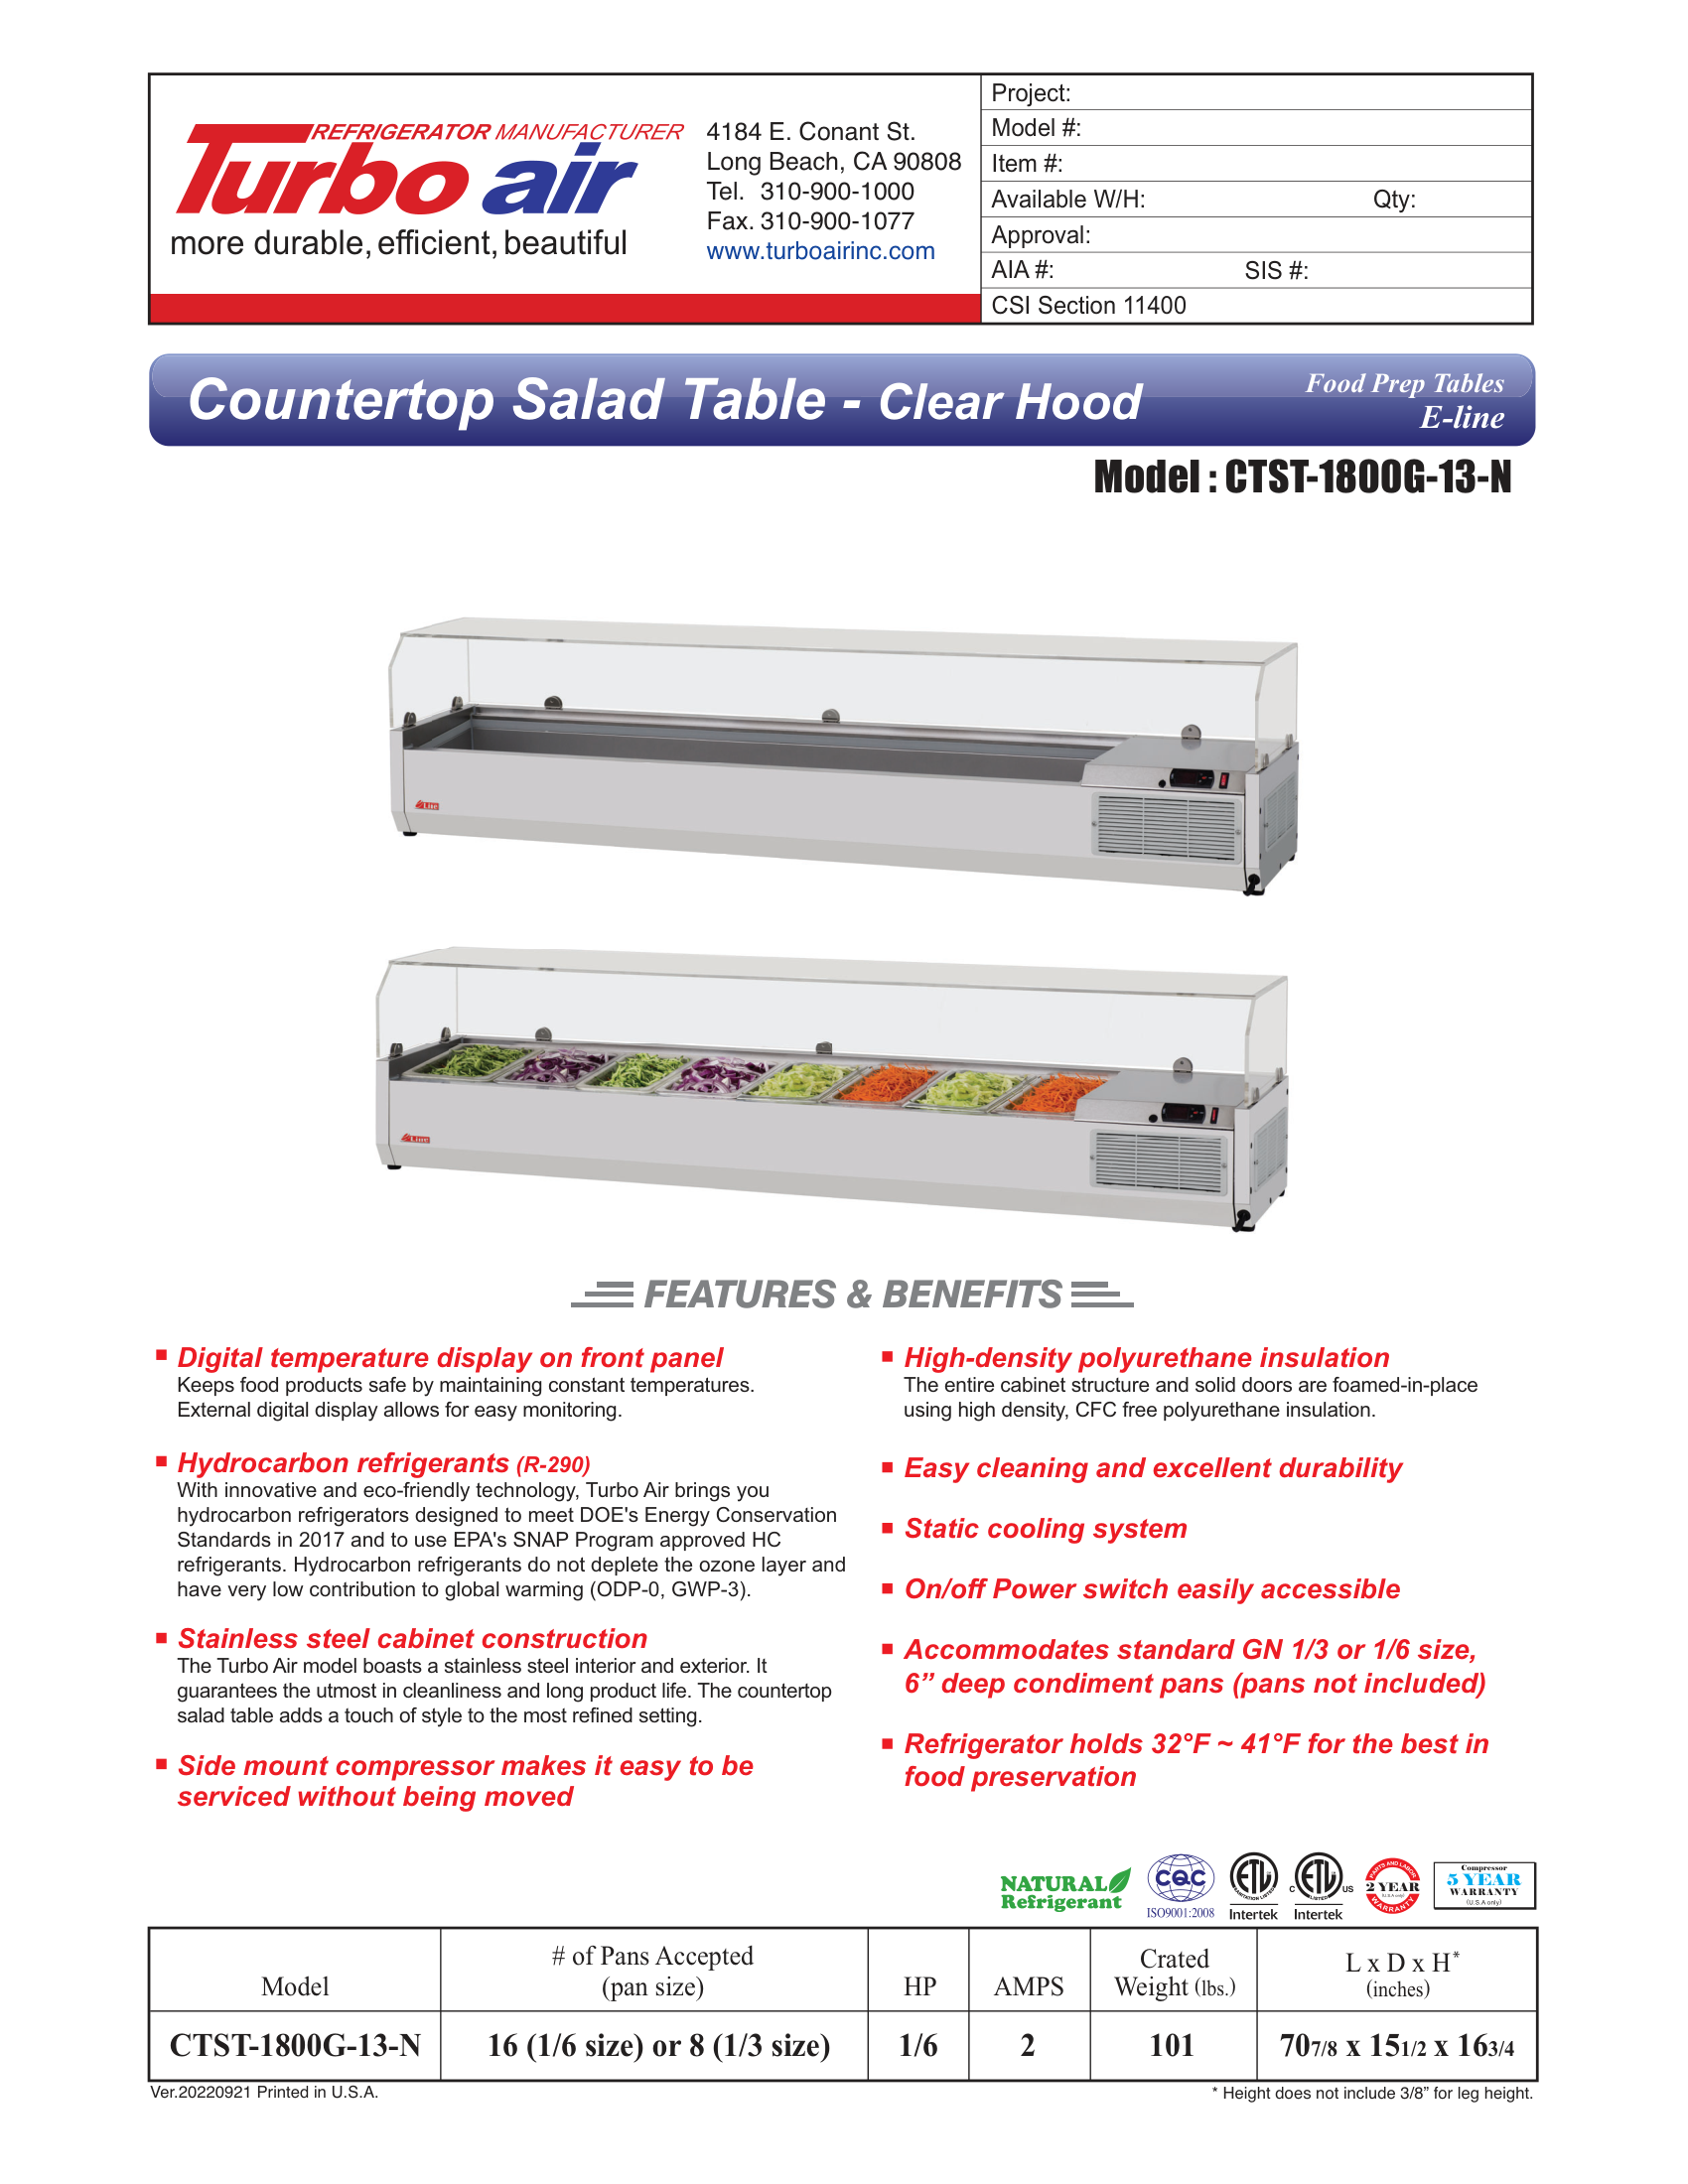 REFRIGERATOR MANUFACTURER
Turbo air
more durable, efficient, beautiful
4184 E. Conant St.
Long Beach, CA 90808
Tel. 310-900-1000
Fax. 310-900-1077
www.turboairinc.com
Project:
Model #:
Item #:
Available W/H: Qty:
Approval:
AIA #: SIS #:
CSI Section 11400
Countertop Salad Table - Clear Hood
Food Prep Tables
E-line
Model : CTST-1800G-13-N
FEATURES & BENEFITS
▪ Digital temperature display on front panel
Keeps food products safe by maintaining constant temperatures.
External digital display allows for easy monitoring.
▪ Hydrocarbon refrigerants (R-290)
With innovative and eco-friendly technology, Turbo Air brings you
hydrocarbon refrigerators designed to meet DOE's Energy Conservation
Standards in 2017 and to use EPA's SNAP Program approved HC
refrigerants. Hydrocarbon refrigerants do not deplete the ozone layer and
have very low contribution to global warming (ODP-0, GWP-3).
▪ Stainless steel cabinet construction
The Turbo Air model boasts a stainless steel interior and exterior. It
guarantees the utmost in cleanliness and long product life. The countertop
salad table adds a touch of style to the most refined setting.
▪ Side mount compressor makes it easy to be
serviced without being moved
▪ High-density polyurethane insulation
The entire cabinet structure and solid doors are foamed-in-place
using high density, CFC free polyurethane insulation.
▪ Easy cleaning and excellent durability
▪ Static cooling system
▪ On/off Power switch easily accessible
▪ Accommodates standard GN 1/3 or 1/6 size,
6” deep condiment pans (pans not included)
▪ Refrigerator holds 32°F ~ 41°F for the best in
food preservation
NATURAL
Refrigerant
CQC
ISO9001:2008
ETL
SANITATION LISTED
Intertek
C ETL US
LISTED
Intertek
PARTS AND LABOR
2 YEAR
(U.S.A only)
WARRANTY
Compressor
5 YEAR
WARRANTY
(U.S.A only)
Model
# of Pans Accepted
(pan size)
HP
AMPS
Crated
Weight (lbs.)
L x D x H*
(inches)
CTST-1800G-13-N 16 (1/6 size) or 8 (1/3 size) 1/6 2 101 70 7/8 x 15 1/2 x 16 3/4
Ver.20220921 Printed in U.S.A.
* Height does not include 3/8” for leg height.